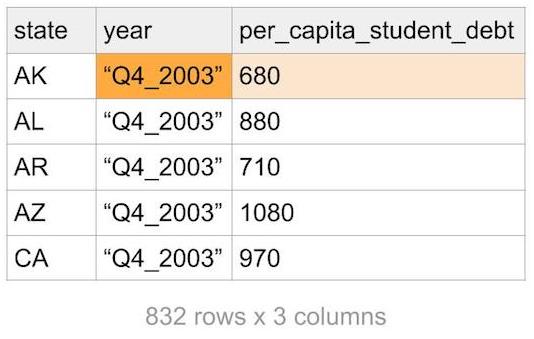 state year per_capita_student_debt
AK “Q4_2003” 680
AL “Q4_2003” 880
AR “Q4_2003” 710
AZ “Q4_2003” 1080
CA “Q4_2003” 970
832 rows x 3 columns